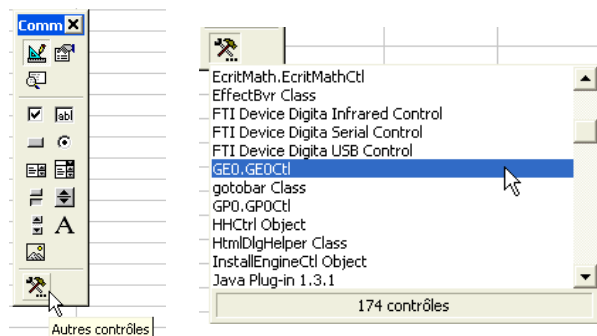 Comm
abl
A
Autres contrôles
EcritMath.EcritMathCtl
EffectBvr Class
FTI Device Digita Infrared Control
FTI Device Digita Serial Control
FTI Device Digita USB Control
GE0.GE0Ctl
gotobar Class
GP0.GP0Ctl
HHCtrl Object
HtmlDlgHelper Class
InstallEngineCtl Object
Java Plug-in 1.3.1
174 contrôles